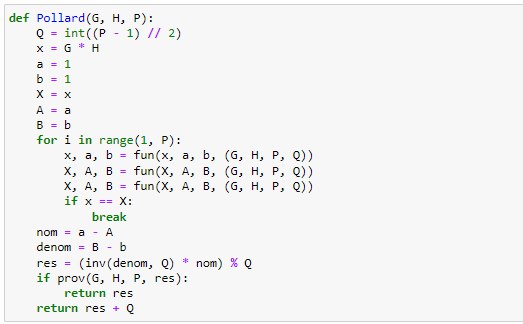 def Pollard(G, H, P):
    Q = int((P - 1) // 2)
    x = G * H
    a = 1
    b = 1
    X = x
    A = a
    B = b
    for i in range(1, P):
        x, a, b = fun(x, a, b, (G, H, P, Q))
        X, A, B = fun(X, A, B, (G, H, P, Q))
        X, A, B = fun(X, A, B, (G, H, P, Q))
        if x == X:
            break
    nom = a - A
    denom = B - b
    res = (inv(denom, Q) * nom) % Q
    if prov(G, H, P, res):
        return res
    return res + Q